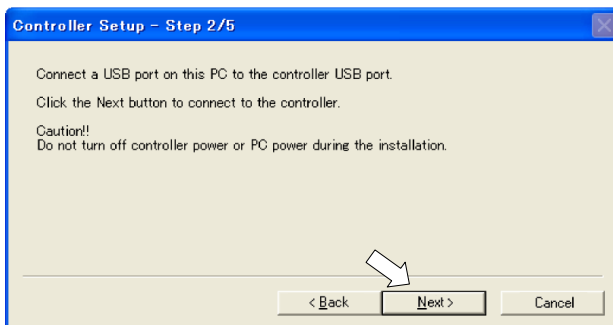 Controller Setup - Step 2/5
Connect a USB port on this PC to the controller USB port.
Click the Next button to connect to the controller.
Caution!!
Do not turn off controller power or PC power during the installation.
< Back
Next >
Cancel